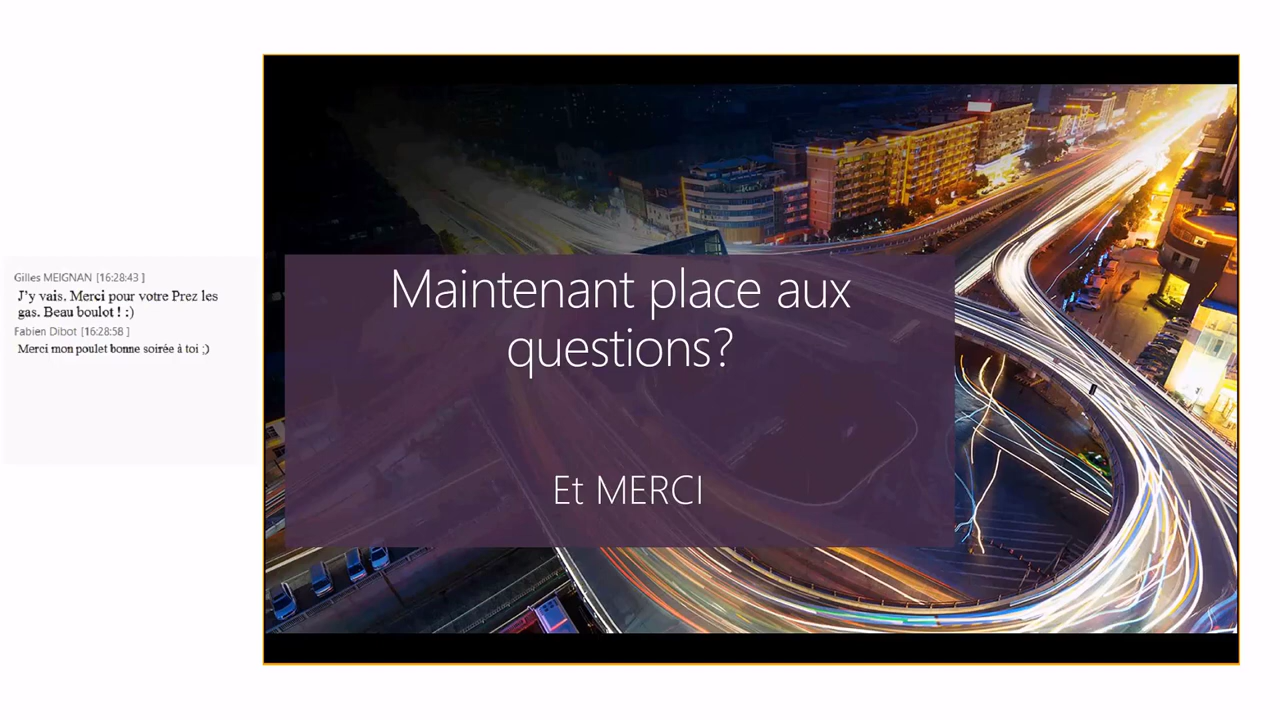 Gilles MEIGNAN [16:28:43 ]
J'y vais. Merci pour votre Prez les
gas. Beau boulot ! :)
Fabien Dibot [16:28:58 ]
Merci mon poulet bonne soirée à toi ;)
Maintenant place aux
questions?
Et MERCI